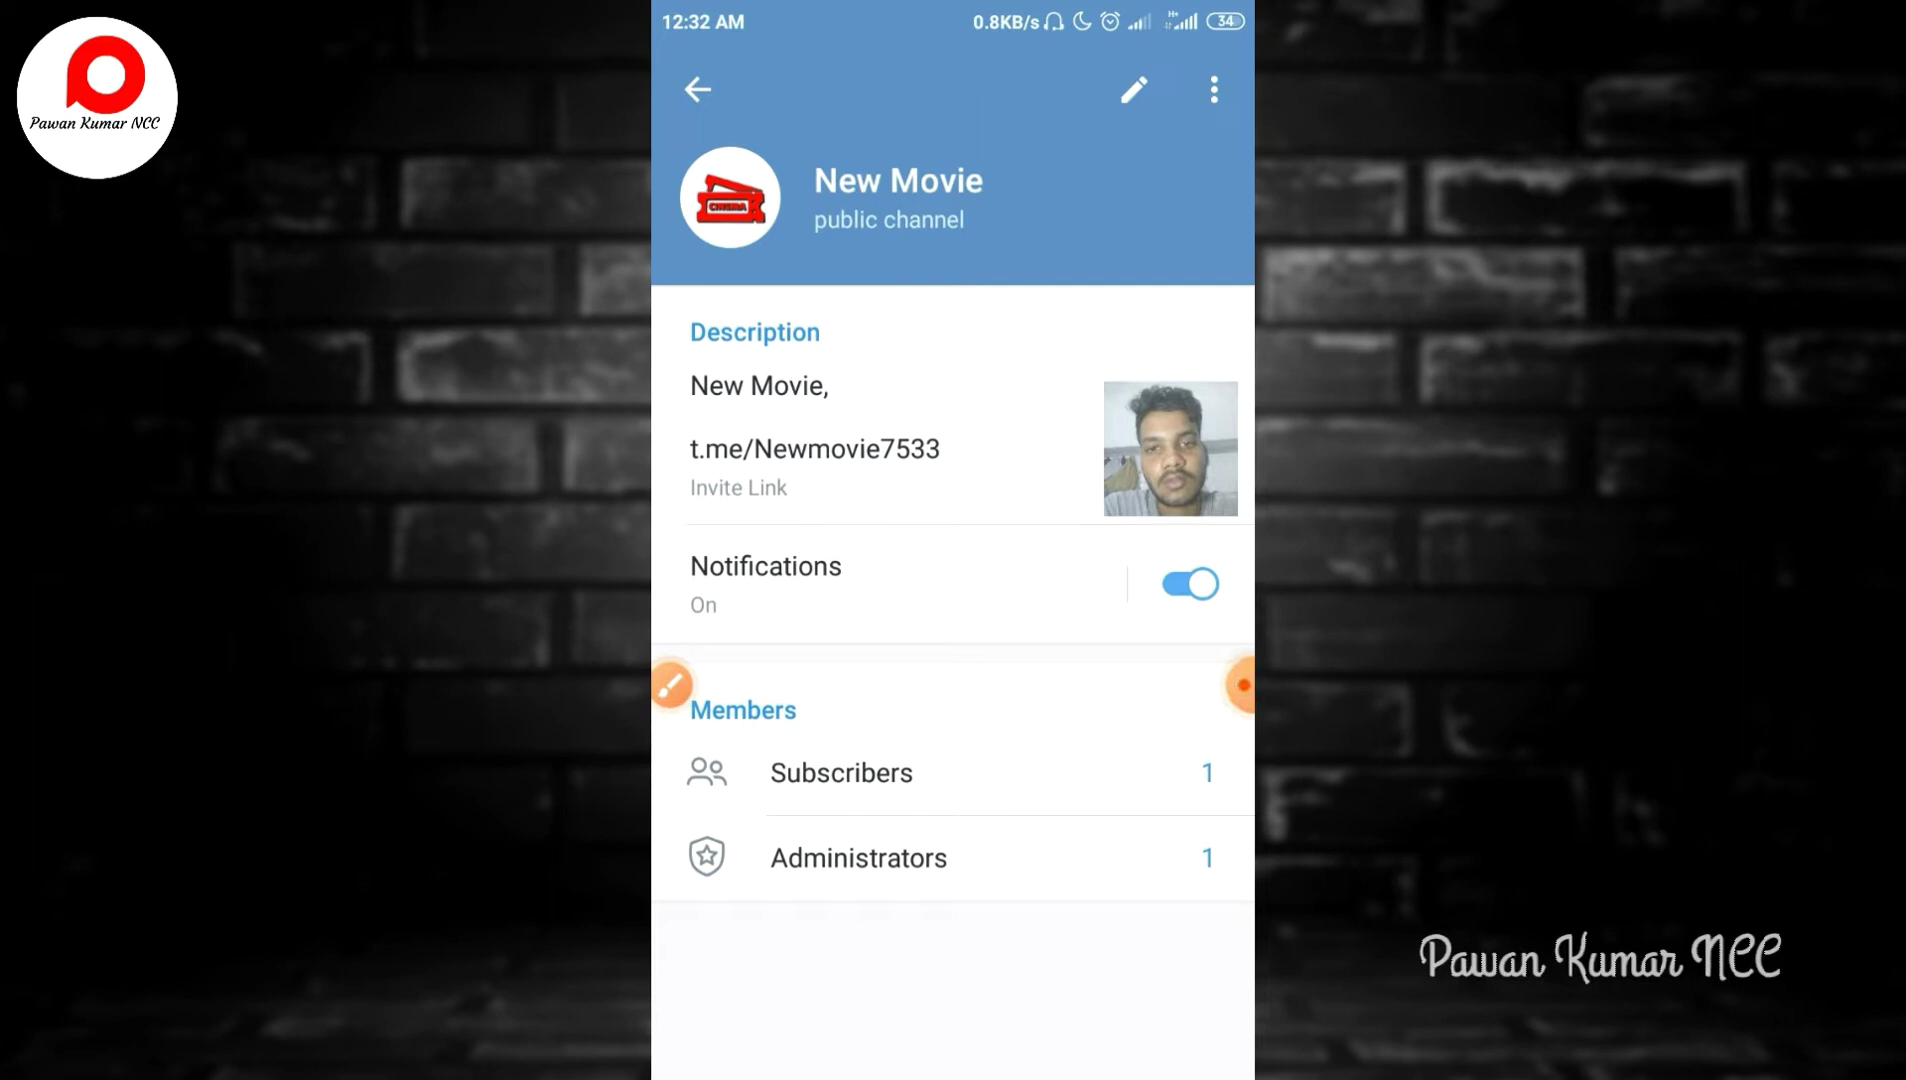 Pawan Kumar NCC
12:32 AM
0.8KB/s
H+
34
New Movie
public channel
CINEMA
Description
New Movie,
t.me/Newmovie7533
Invite Link
Notifications
On
Members
Subscribers 1
Administrators 1
Pawan Kumar NCC